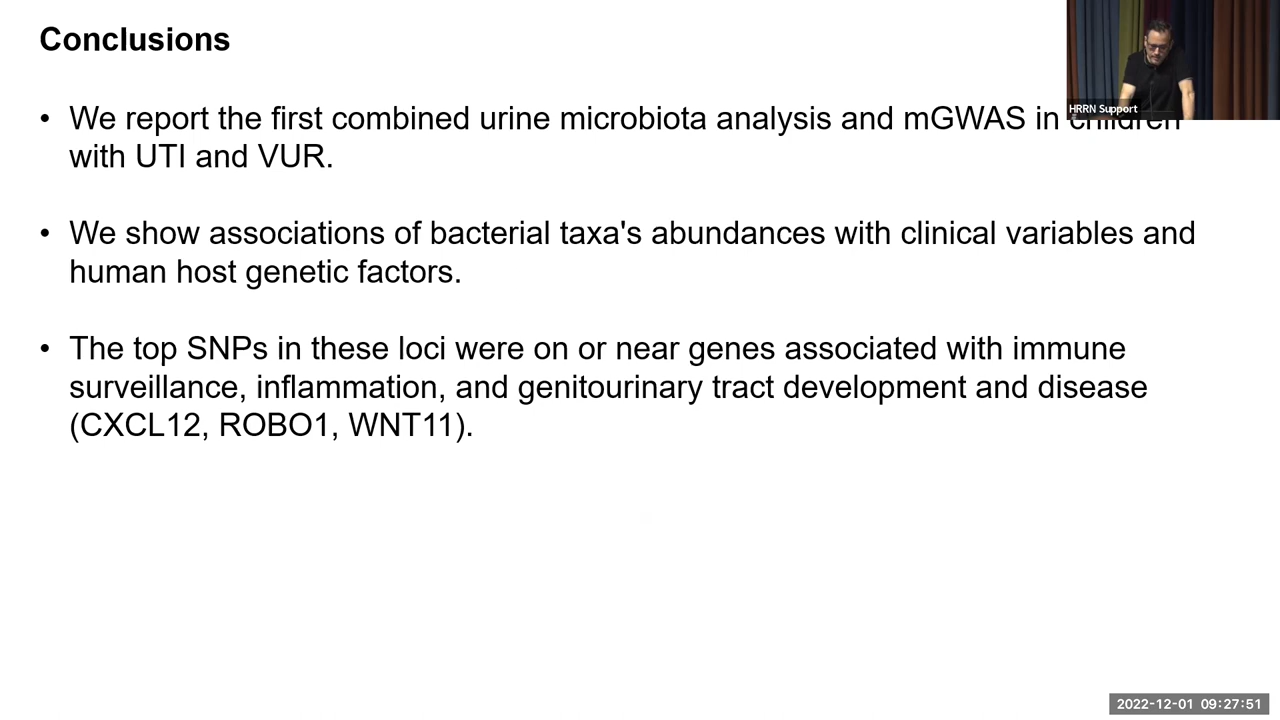 Conclusions
HRRN Support
• We report the first combined urine microbiota analysis and mGWAS in children
with UTI and VUR.
• We show associations of bacterial taxa's abundances with clinical variables and
human host genetic factors.
• The top SNPs in these loci were on or near genes associated with immune
surveillance, inflammation, and genitourinary tract development and disease
(CXCL12, ROBO1, WNT11).
2022-12-01 09:27:51